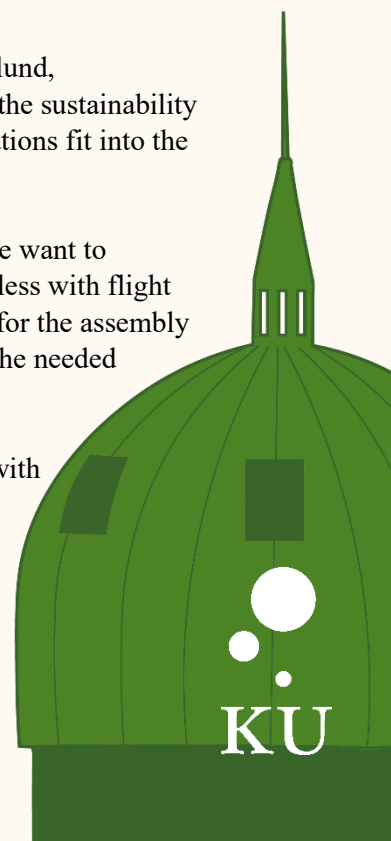 lund,
the sustainability
tions fit into the
e want to
less with flight
for the assembly
he needed
with
KU